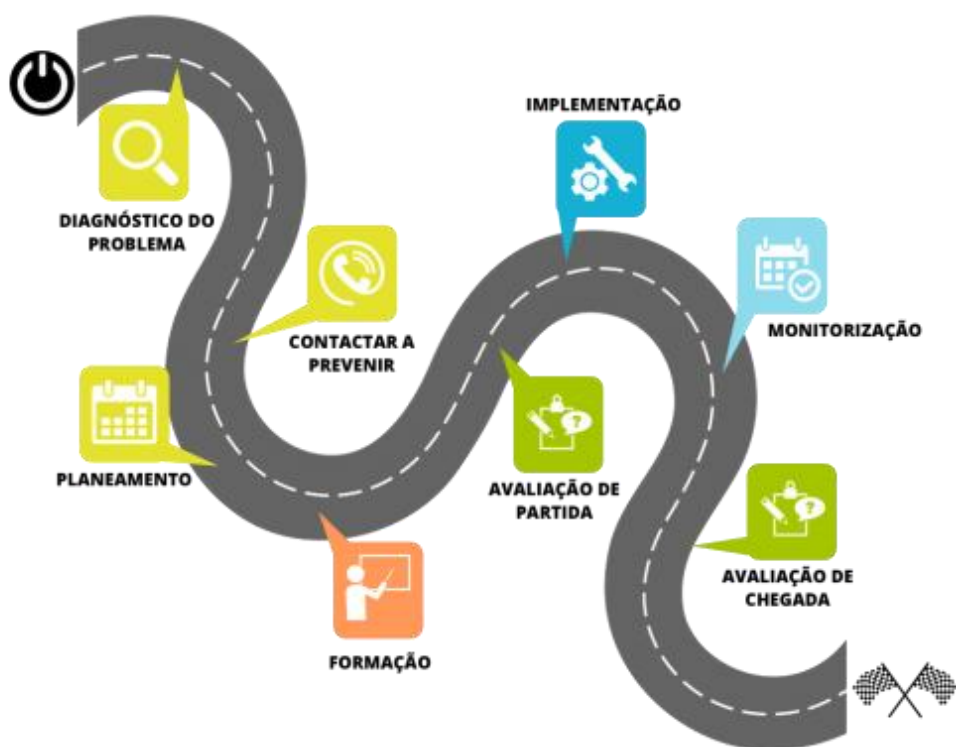 DIAGNÓSTICO DO
PROBLEMA
CONTACTAR A
PREVENIR
PLANEAMENTO
FORMAÇÃO
AVALIAÇÃO DE
PARTIDA
IMPLEMENTAÇÃO
MONITORIZAÇÃO
AVALIAÇÃO DE
CHEGADA